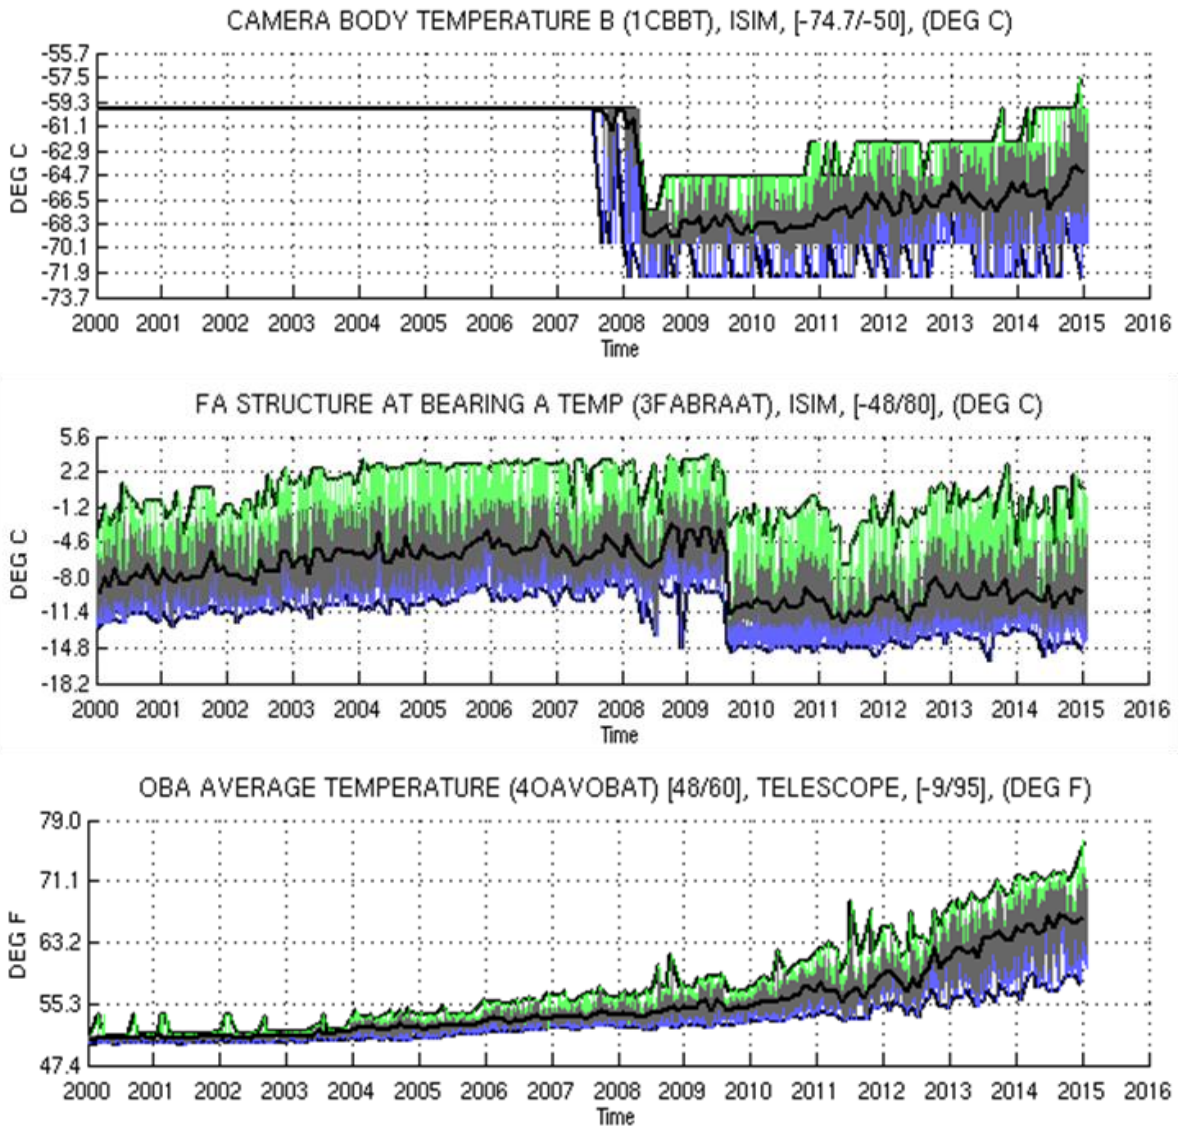 CAMERA BODY TEMPERATURE B (1CBBT), ISIM, [-74.7/-50], (DEG C)
-55.7
-57.5
-59.3
-61.1
-62.9
-64.7
-66.5
-68.3
-70.1
-71.9
-73.7
DEG C
2000 2001 2002 2003 2004 2005 2006 2007 2008 2009 2010 2011 2012 2013 2014 2015 2016
Time
FA STRUCTURE AT BEARING A TEMP (3FABRAAT), ISIM, [-48/80], (DEG C)
5.6
2.2
-1.2
-4.6
-8.0
-11.4
-14.8
-18.2
DEG C
2000 2001 2002 2003 2004 2005 2006 2007 2008 2009 2010 2011 2012 2013 2014 2015 2016
Time
OBA AVERAGE TEMPERATURE (4OAVOBAT) [48/60], TELESCOPE, [-9/95], (DEG F)
79.0
71.1
63.2
55.3
47.4
DEG F
2000 2001 2002 2003 2004 2005 2006 2007 2008 2009 2010 2011 2012 2013 2014 2015 2016
Time